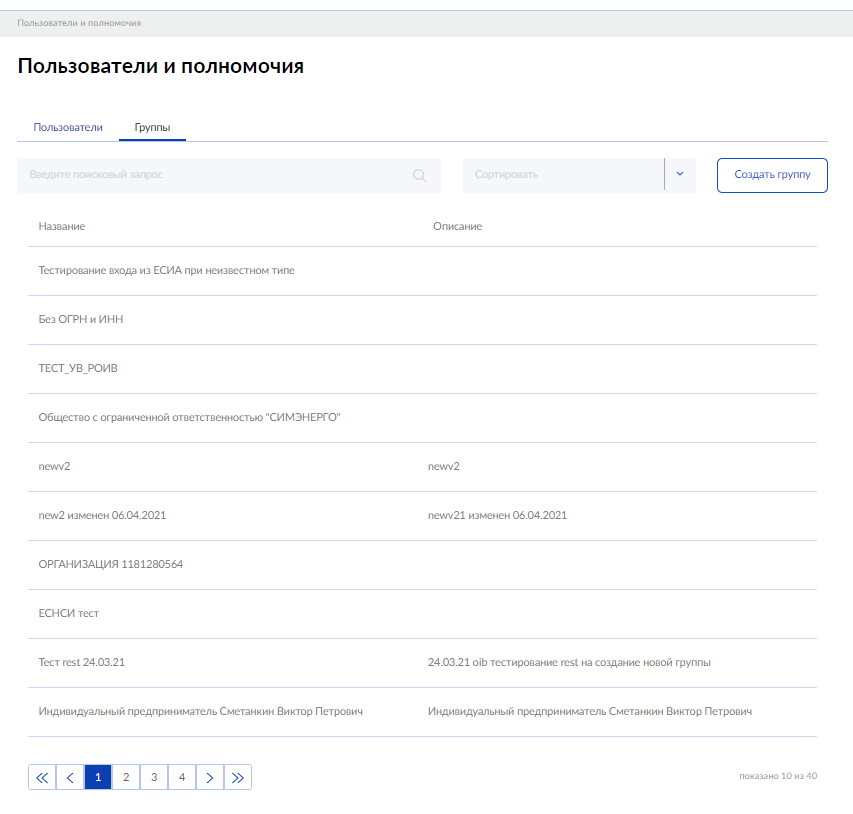 Пользователи и полномочия
Пользователи и полномочия
Пользователи Группы
Введите поисковый запрос Сортировать Создать группу
Название Описание
Тестирование входа из ЕСИА при неизвестном типе
Без ОГРН и ИНН
ТЕСТ_УВ_РОИВ
Общество с ограниченной ответственностью "СИМЭНЕРГО"
newv2 newv2
new2 изменен 06.04.2021 newv21 изменен 06.04.2021
ОРГАНИЗАЦИЯ 1181280564
ЕСНСИ тест
Тест rest 24.03.21 24.03.21 oib тестирование rest на создание новой группы
Индивидуальный предприниматель Сметанкин Виктор Петрович Индивидуальный предприниматель Сметанкин Виктор Петрович
1 2 3 4 показано 10 из 40